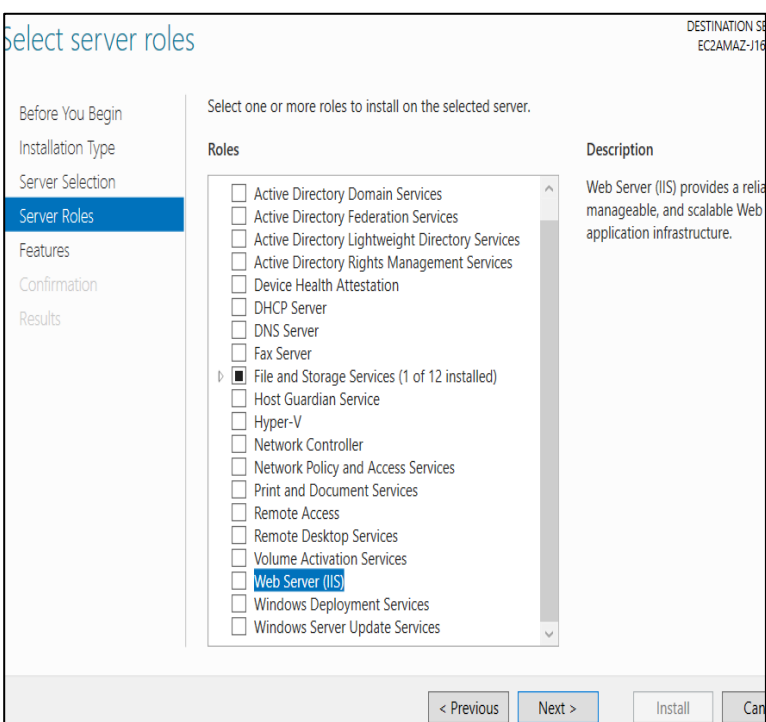 Select server roles
DESTINATION SE
EC2AMAZ-J16
Before You Begin
Installation Type
Server Selection
Server Roles
Features
Confirmation
Results
Select one or more roles to install on the selected server.
Roles
Active Directory Domain Services
Active Directory Federation Services
Active Directory Lightweight Directory Services
Active Directory Rights Management Services
Device Health Attestation
DHCP Server
DNS Server
Fax Server
File and Storage Services (1 of 12 installed)
Host Guardian Service
Hyper-V
Network Controller
Network Policy and Access Services
Print and Document Services
Remote Access
Remote Desktop Services
Volume Activation Services
Web Server (IIS)
Windows Deployment Services
Windows Server Update Services
Description
Web Server (IIS) provides a relia
manageable, and scalable Web
application infrastructure.
< Previous
Next >
Install
Can